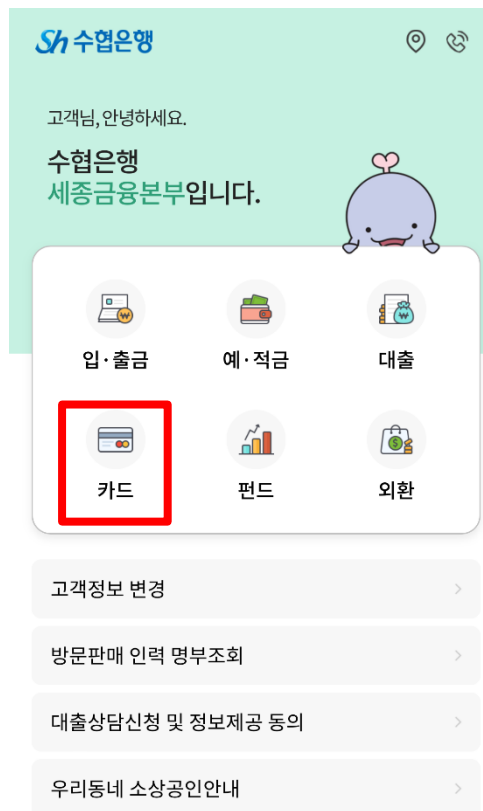 Sh 수협은행
고객님, 안녕하세요.
수협은행
세종금융본부입니다.
입·출금 예·적금 대출
카드 펀드 외환
고객정보 변경
방문판매 인력 명부조회
대출상담신청 및 정보제공 동의
우리동네 소상공인안내